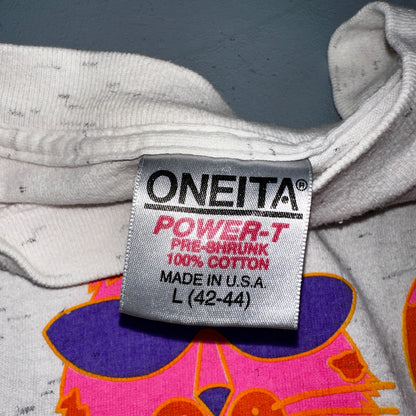 ONEITA®
POWER-T
PRE-SHRUNK
100% COTTON
MADE IN U.S.A.
L (42-44)